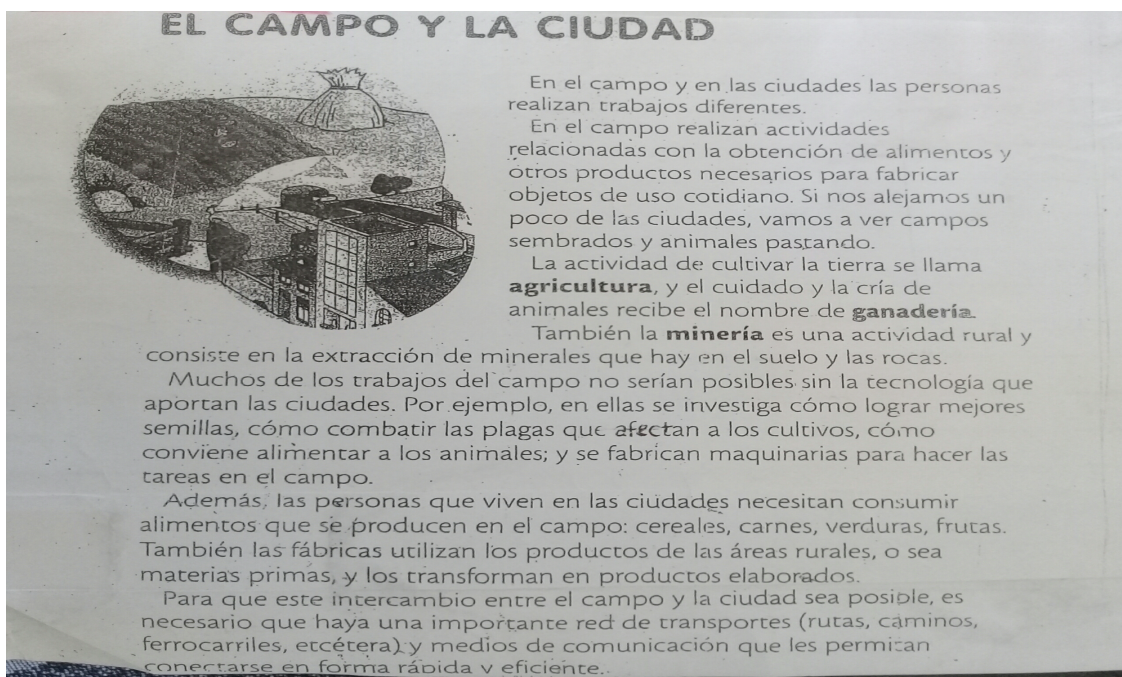 EL CAMPO Y LA CIUDAD
En el campo y en las ciudades las personas
realizan trabajos diferentes.
En el campo realizan actividades
relacionadas con la obtención de alimentos y
otros productos necesarios para fabricar
objetos de uso cotidiano. Si nos alejamos un
poco de las ciudades, vamos a ver campos
sembrados y animales pastando.
La actividad de cultivar la tierra se llama
agricultura, y el cuidado y la cría de
animales recibe el nombre de ganadería.
También la minería es una actividad rural y
consiste en la extracción de minerales que hay en el suelo y las rocas.
Muchos de los trabajos del campo no serían posibles sin la tecnología que
aportan las ciudades. Por ejemplo, en ellas se investiga cómo lograr mejores
semillas, cómo combatir las plagas que afectan a los cultivos, cómo
conviene alimentar a los animales; y se fabrican maquinarias para hacer las
tareas en el campo.
Además, las personas que viven en las ciudades necesitan consumir
alimentos que se producen en el campo: cereales, carnes, verduras, frutas.
También las fábricas utilizan los productos de las áreas rurales, o sea
materias primas, y los transforman en productos elaborados.
Para que este intercambio entre el campo y la ciudad sea posible, es
necesario que haya una importante red de transportes (rutas, caminos,
ferrocarriles, etcétera) y medios de comunicación que les permitan
conectarse en forma rápida y eficiente.